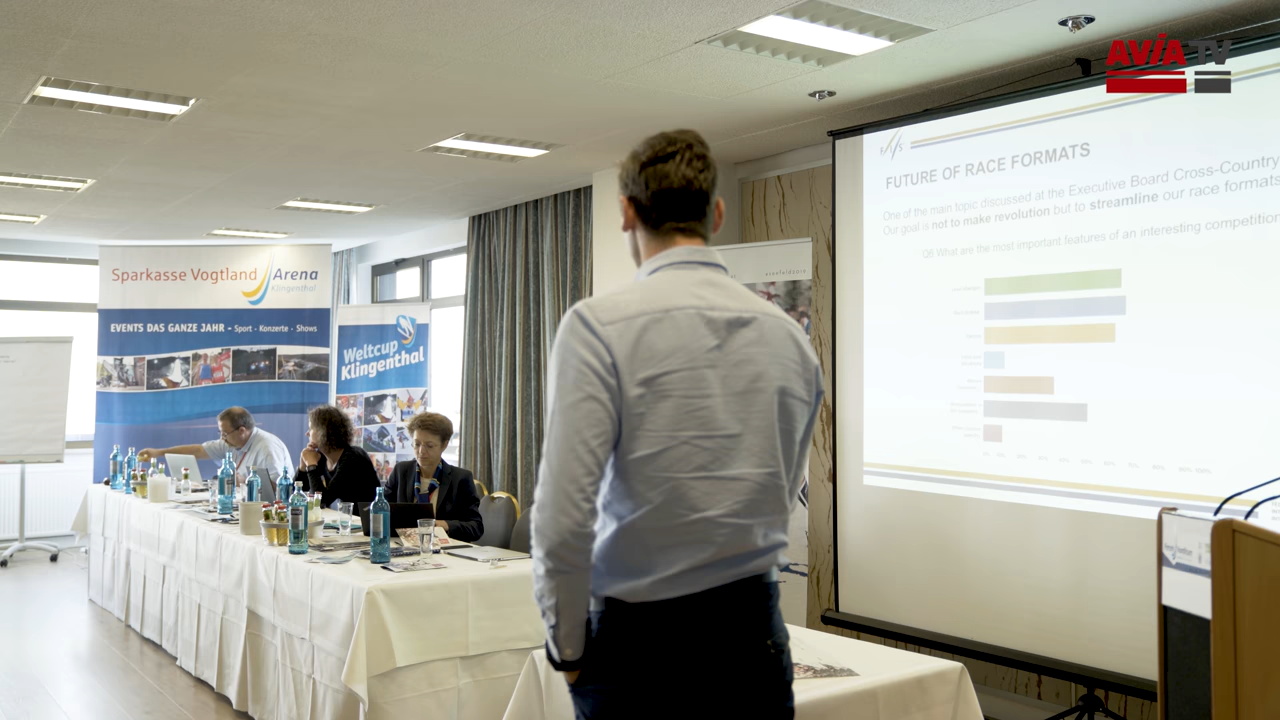 AVIA TV
FIS
FUTURE OF RACE FORMATS
One of the main topic discussed at the Executive Board Cross-Country
Our goal is not to make revolution but to streamline our race formats
Q6 What are the most important features of an interesting competition
seefeld2019
Sparkasse Vogtland Arena
Klingenthal
EVENTS DAS GANZE JAHR – Sport · Konzerte · Shows
Weltcup
Klingenthal